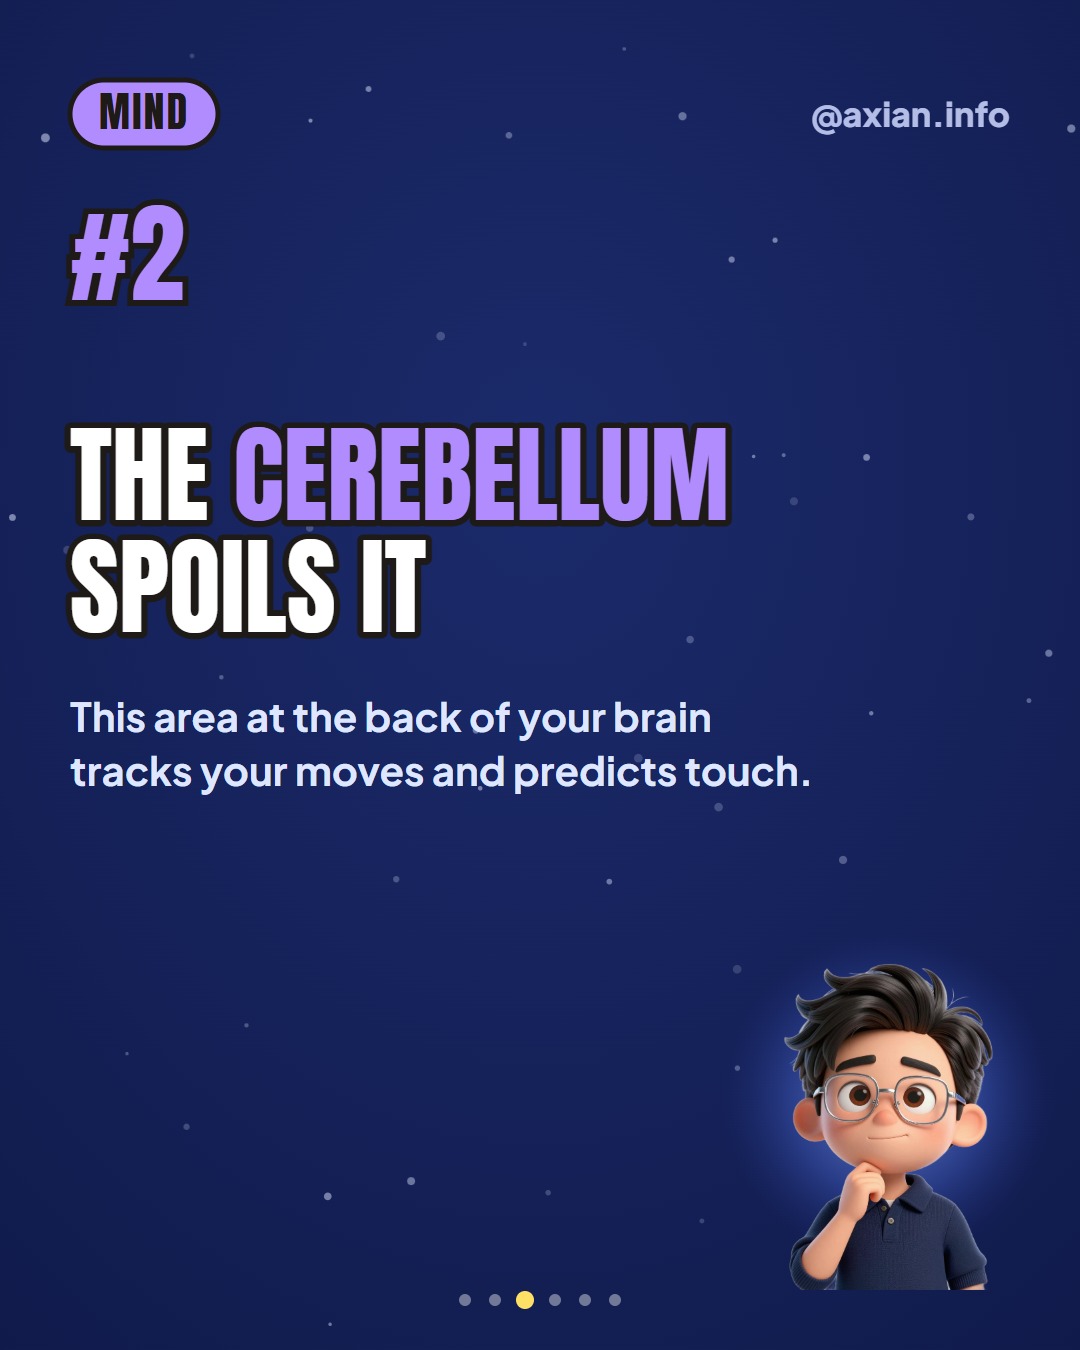 MIND
@axian.info
#2
THE CEREBELLUM
SPOILS IT
This area at the back of your brain
tracks your moves and predicts touch.